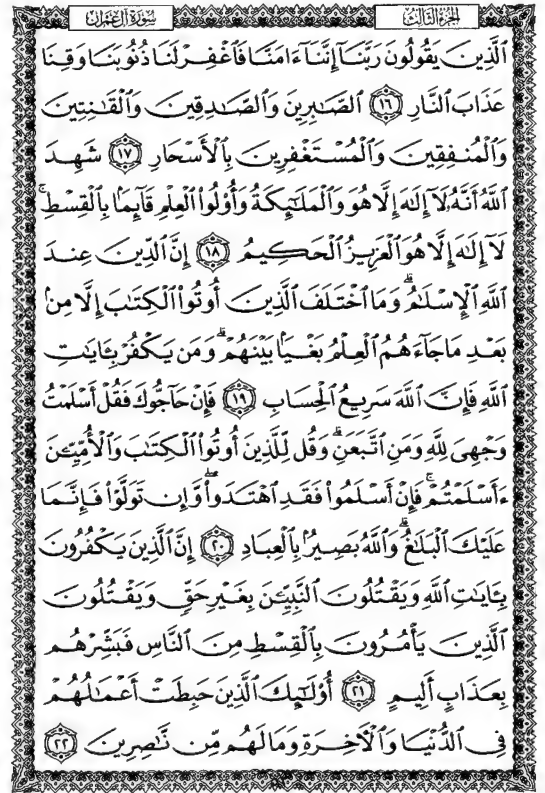 الجزء الثالث
سورة آل عمران
ٱلَّذِينَ يَقُولُونَ رَبَّنَآ إِنَّنَآ ءَامَنَّا فَٱغْفِرْ لَنَا ذُنُوبَنَا وَقِنَا
عَذَابَ ٱلنَّارِ ١٦ ٱلصَّٰبِرِينَ وَٱلصَّٰدِقِينَ وَٱلْقَٰنِتِينَ
وَٱلْمُنفِقِينَ وَٱلْمُسْتَغْفِرِينَ بِٱلْأَسْحَارِ ١٧ شَهِدَ
ٱللَّهُ أَنَّهُۥ لَآ إِلَٰهَ إِلَّا هُوَ وَٱلْمَلَٰٓئِكَةُ وَأُو۟لُوا۟ ٱلْعِلْمِ قَآئِمًۢا بِٱلْقِسْطِ ۚ
لَآ إِلَٰهَ إِلَّا هُوَ ٱلْعَزِيزُ ٱلْحَكِيمُ ١٨ إِنَّ ٱلدِّينَ عِندَ
ٱللَّهِ ٱلْإِسْلَٰمُ ۗ وَمَا ٱخْتَلَفَ ٱلَّذِينَ أُوتُوا۟ ٱلْكِتَٰبَ إِلَّا مِنۢ
بَعْدِ مَا جَآءَهُمُ ٱلْعِلْمُ بَغْيًۢا بَيْنَهُمْ ۗ وَمَن يَكْفُرْ بِـَٔايَٰتِ
ٱللَّهِ فَإِنَّ ٱللَّهَ سَرِيعُ ٱلْحِسَابِ ١٩ فَإِنْ حَآجُّوكَ فَقُلْ أَسْلَمْتُ
وَجْهِىَ لِلَّهِ وَمَنِ ٱتَّبَعَنِ ۗ وَقُل لِّلَّذِينَ أُوتُوا۟ ٱلْكِتَٰبَ وَٱلْأُمِّيِّـۧنَ
ءَأَسْلَمْتُمْ ۚ فَإِنْ أَسْلَمُوا۟ فَقَدِ ٱهْتَدَوا۟ ۖ وَّإِن تَوَلَّوْا۟ فَإِنَّمَا
عَلَيْكَ ٱلْبَلَٰغُ ۗ وَٱللَّهُ بَصِيرٌۢ بِٱلْعِبَادِ ٢٠ إِنَّ ٱلَّذِينَ يَكْفُرُونَ
بِـَٔايَٰتِ ٱللَّهِ وَيَقْتُلُونَ ٱلنَّبِيِّـۧنَ بِغَيْرِ حَقٍّ وَيَقْتُلُونَ
ٱلَّذِينَ يَأْمُرُونَ بِٱلْقِسْطِ مِنَ ٱلنَّاسِ فَبَشِّرْهُم
بِعَذَابٍ أَلِيمٍ ٢١ أُو۟لَٰٓئِكَ ٱلَّذِينَ حَبِطَتْ أَعْمَٰلُهُمْ
فِى ٱلدُّنْيَا وَٱلْءَاخِرَةِ وَمَا لَهُم مِّن نَّٰصِرِينَ ٢٢